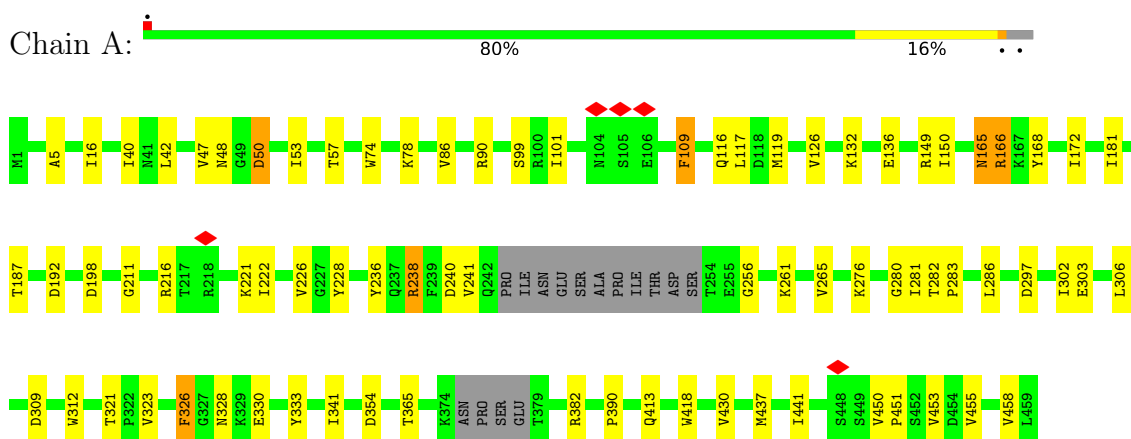 Chain A:
80% 16% • •
M1 A5 I16 I40 N41 L42 V47 N48 G49 D50 I53 T57 W74 K78 V86 R90 S99 R100 I101 N104 S105 E106 F109 Q116 L117 D118 M119 V126 K132 E136 R149 I150 N165 R166 K167 Y168 I172 I181
T187 D192 D198 G211 R216 T217 R218 K221 I222 V226 G227 Y228 Y236 Q237 R238 F239 D240 V241 Q242 PRO ILE ASN GLU SER ALA PRO ILE THR ASP SER T254 E255 G256 K261 V265 K276 G280 I281 T282 P283 L286 D297 I302 E303 L306
D309 W312 T321 P322 V323 F326 G327 N328 K329 E330 Y333 I341 D354 T365 K374 ASN PRO SER GLU T379 R382 P390 Q413 W418 V430 M437 I441 S448 S449 V450 P451 S452 V453 D454 V455 V458 L459